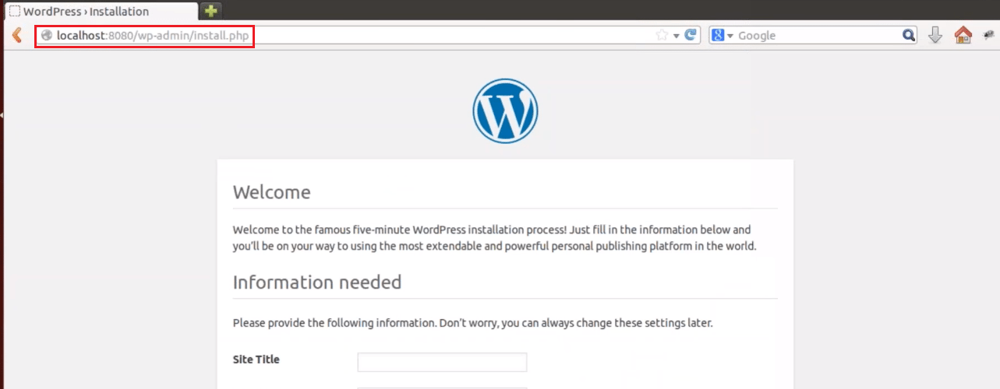 WordPress › Installation
localhost:8080/wp-admin/install.php
Google
Welcome
Welcome to the famous five-minute WordPress installation process! Just fill in the information below and
you’ll be on your way to using the most extendable and powerful personal publishing platform in the world.
Information needed
Please provide the following information. Don’t worry, you can always change these settings later.
Site Title